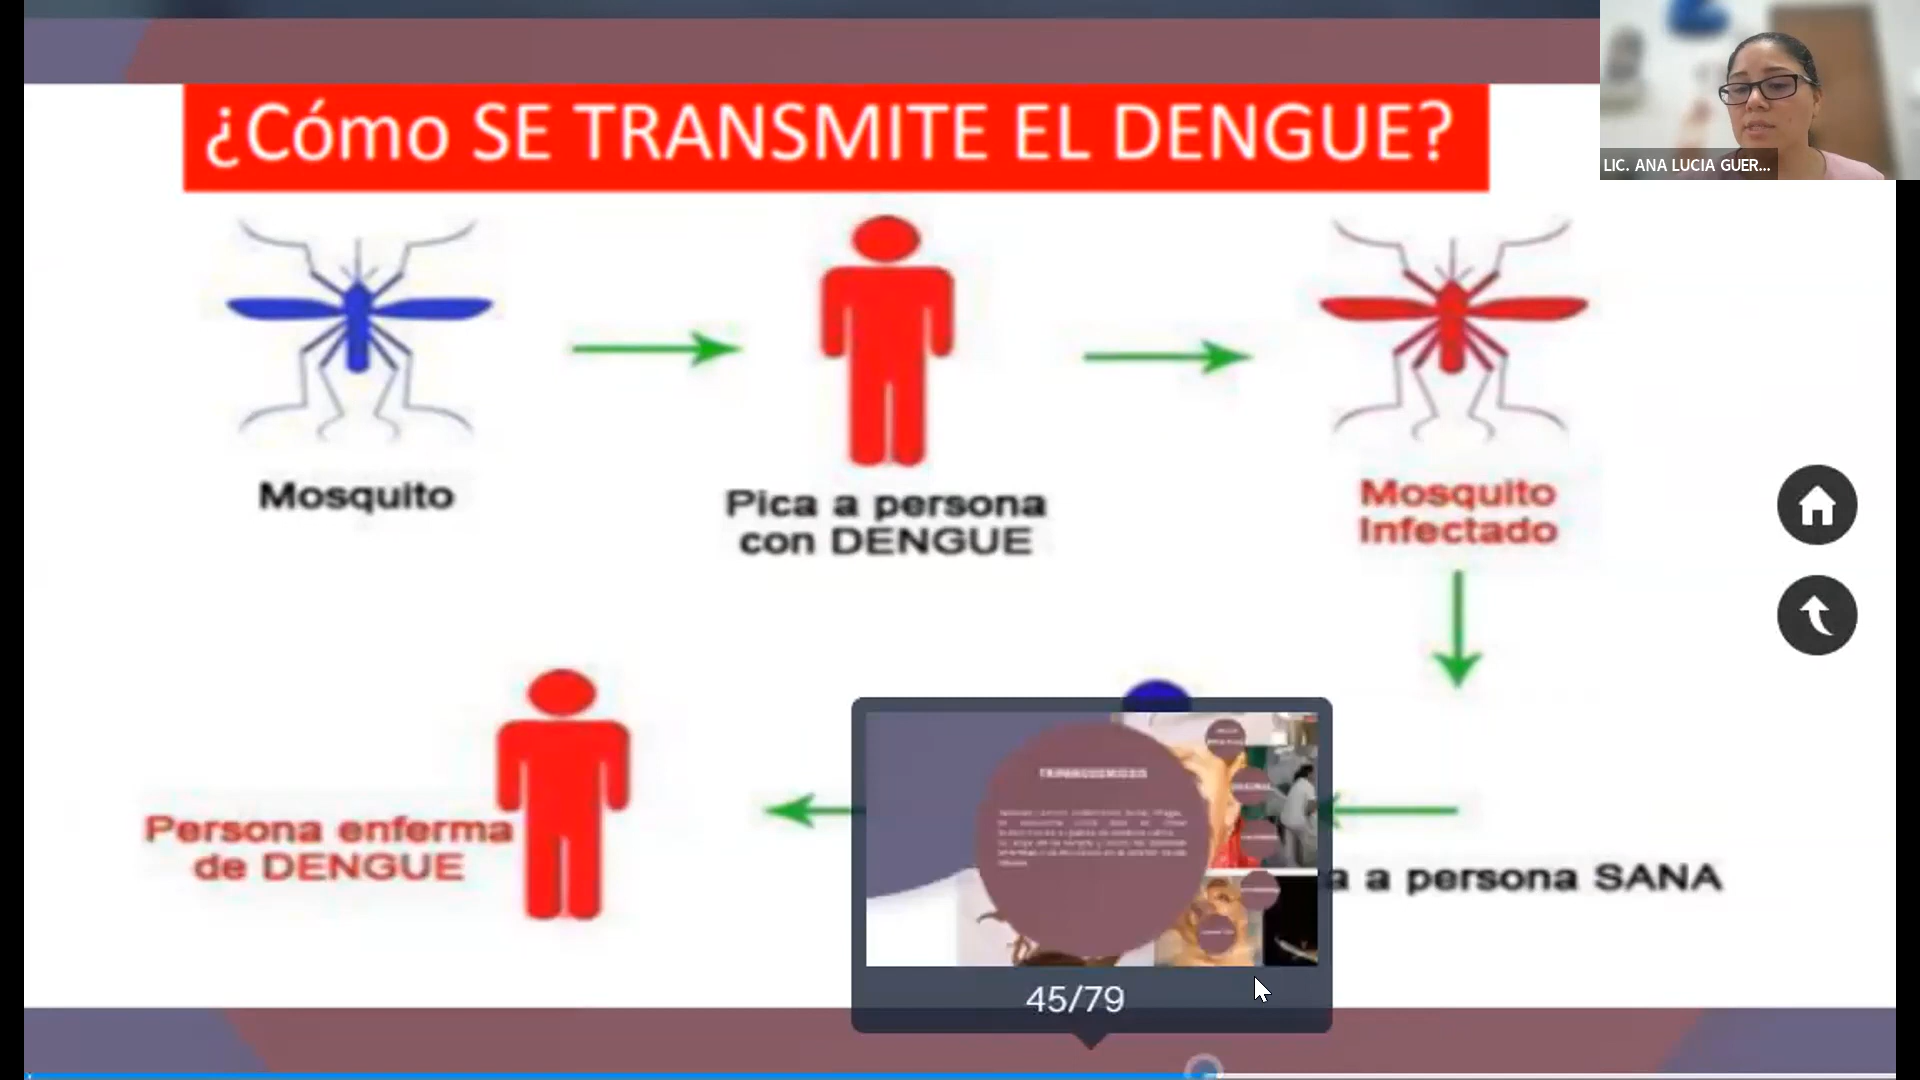 ¿Cómo SE TRANSMITE EL DENGUE?
LIC. ANA LUCIA GUER...
Mosquito
Pica a persona
con DENGUE
Mosquito
Infectado
Persona enferma
de DENGUE
a a persona SANA
45/79